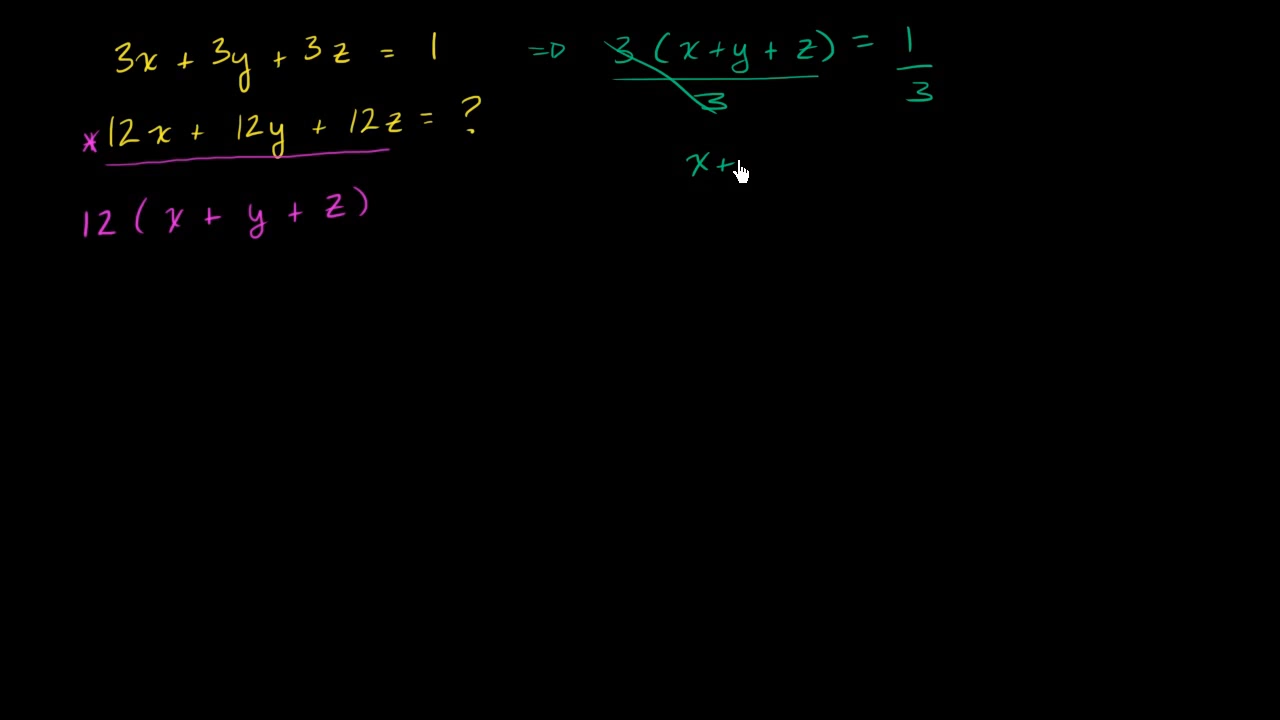 3x + 3y + 3z = 1 => 3 (x + y + z) = 1
3 3
*12x + 12y + 12z = ?
x +
12 ( x + y + z )